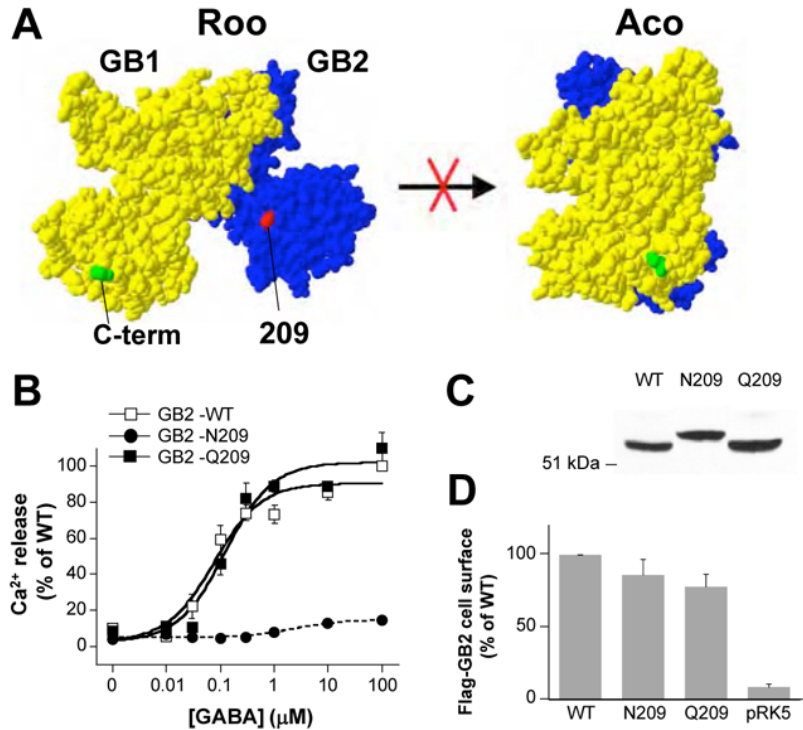 A
Roo
Aco
GB1
GB2
C-term
209
B
GB2 -WT
GB2 -N209
GB2 -Q209
Ca²⁺ release
(% of WT)
100
80
60
40
20
0
0 0.01 0.1 1 10 100
[GABA] (μM)
C
WT N209 Q209
51 kDa
D
Flag-GB2 cell surface
(% of WT)
100
50
0
WT N209 Q209 pRK5